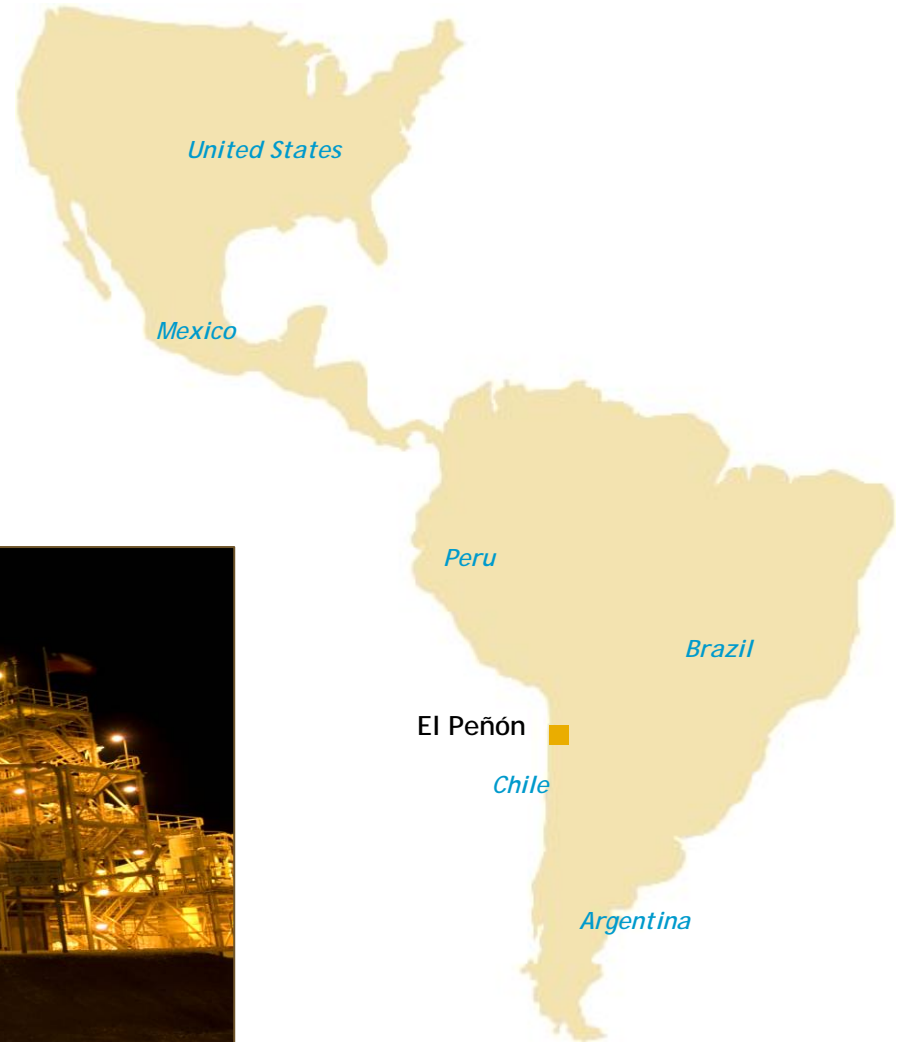 United States
Mexico
Peru
Brazil
El Peñón
Chile
Argentina